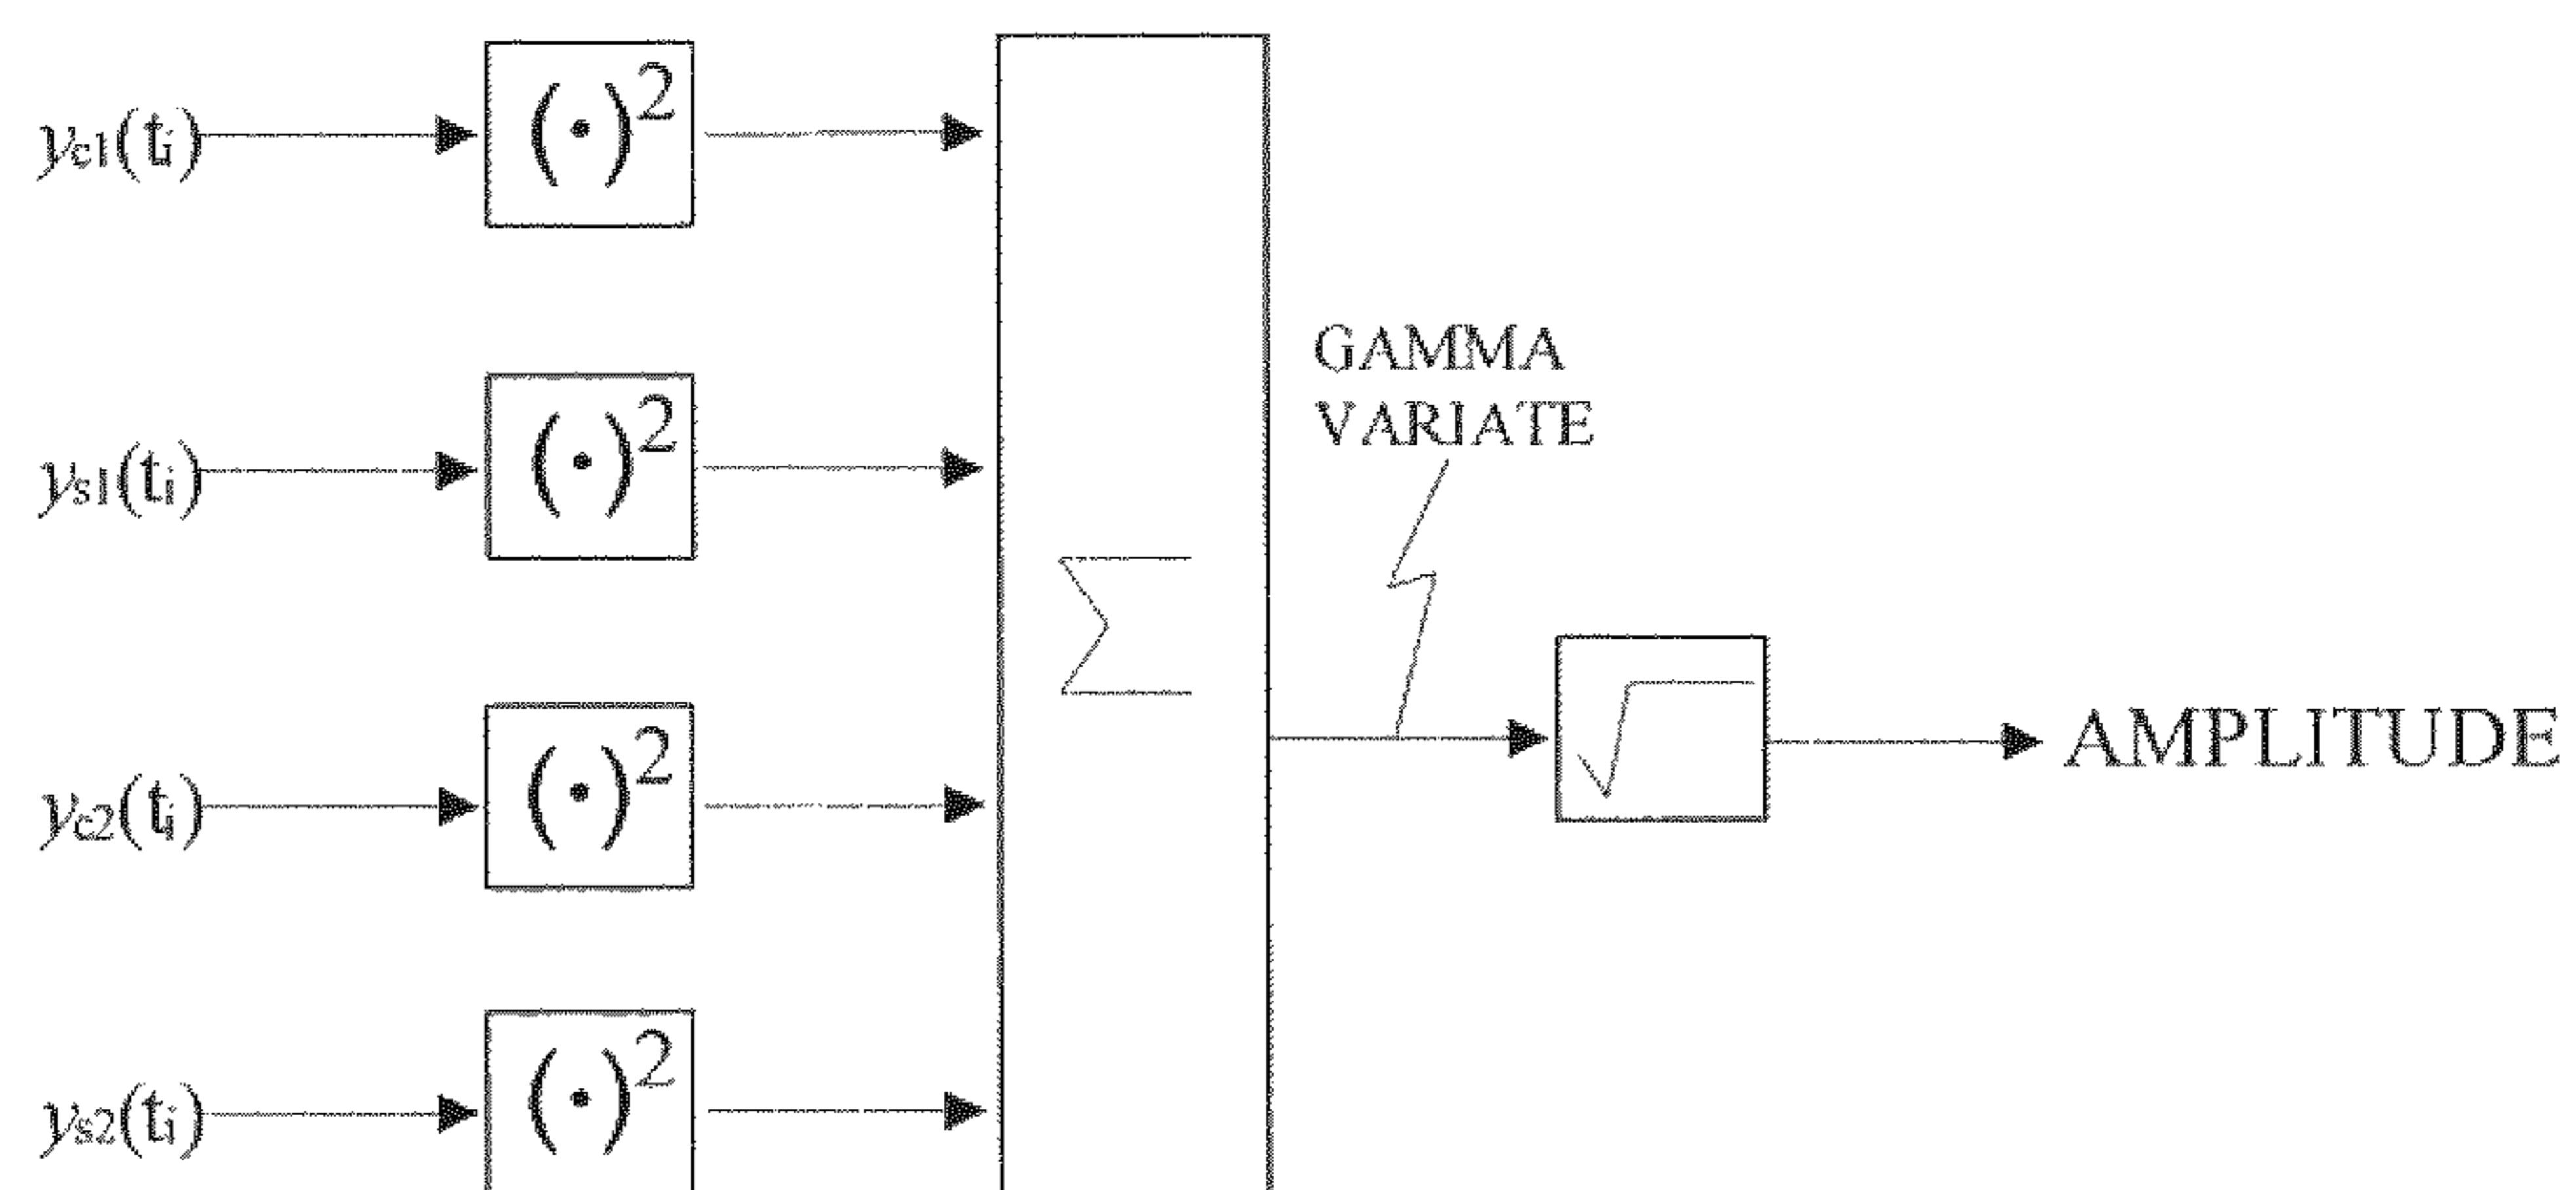 yc1(ti)
( • )2
ys1(ti)
( • )2
yc2(ti)
( • )2
ys2(ti)
( • )2
∑
GAMMA
VARIATE
√
AMPLITUDE